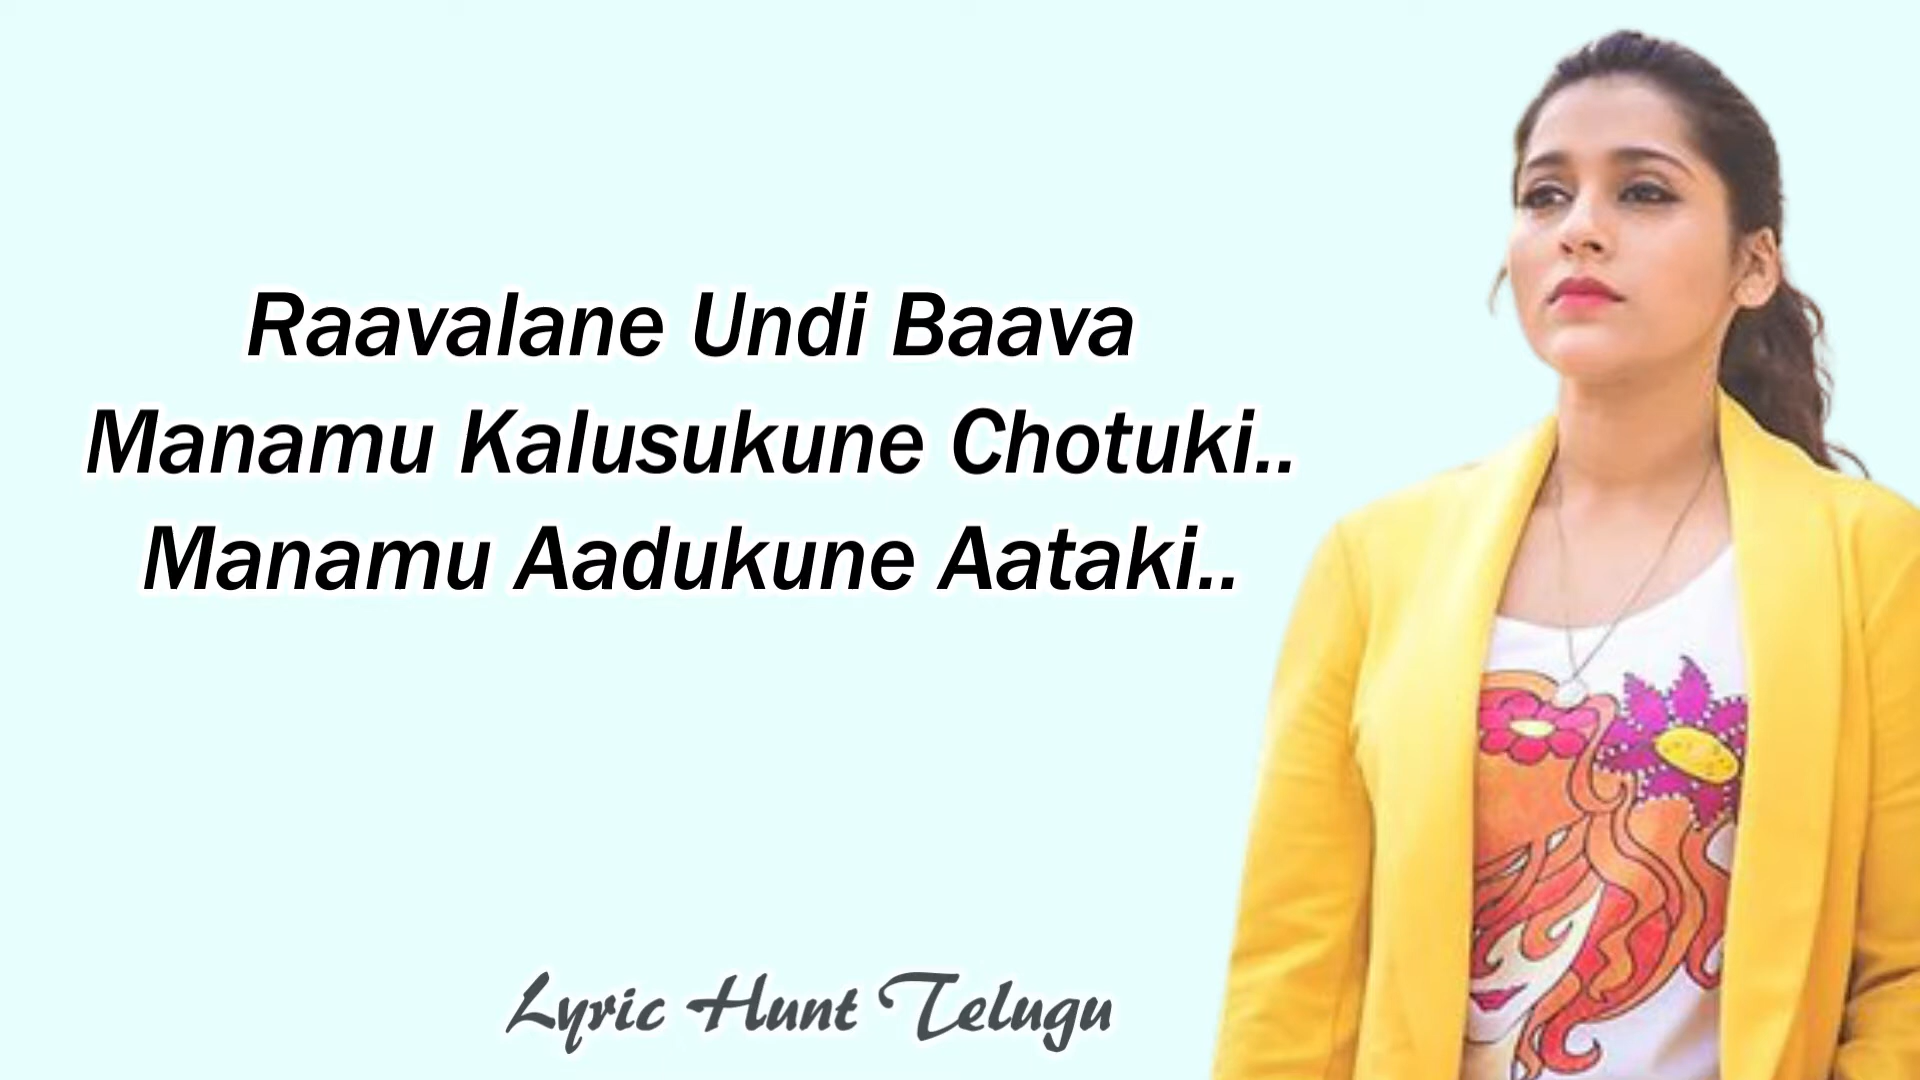 Raavalane Undi Baava
Manamu Kalusukune Chotuki..
Manamu Aadukune Aataki..
Lyric Hunt Telugu